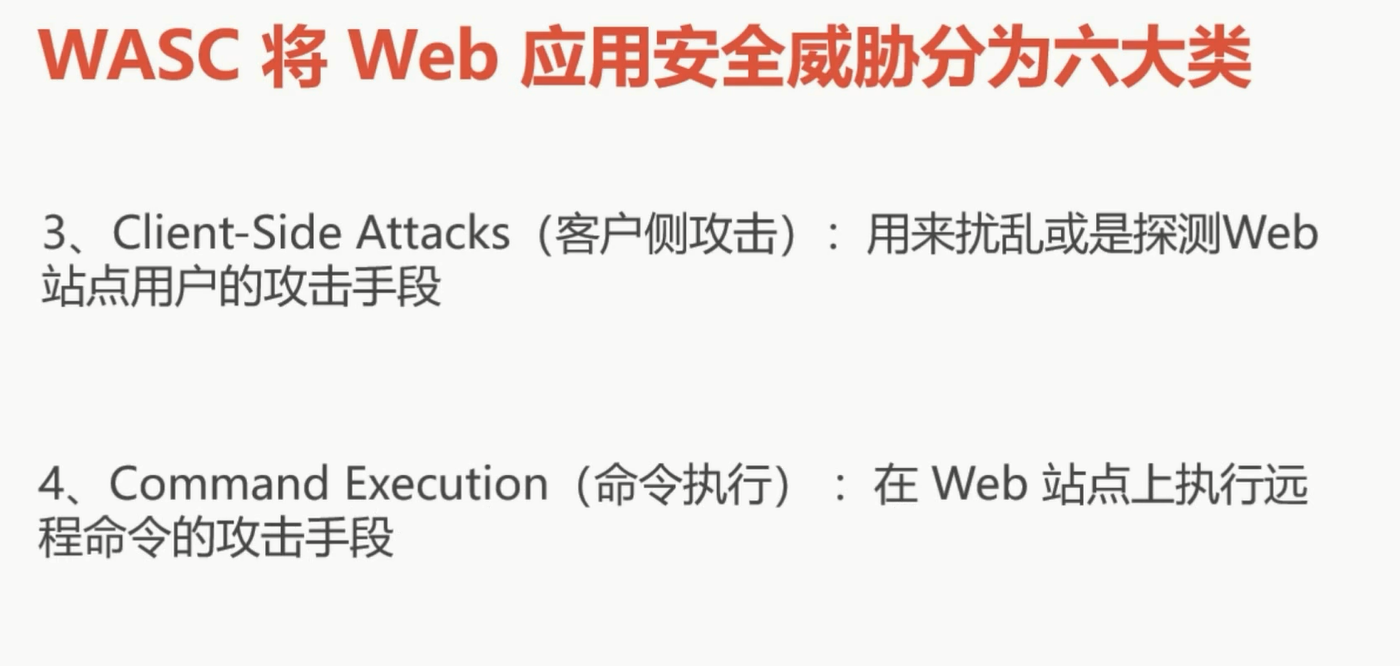 WASC 将 Web 应用安全威胁分为六大类
3、Client-Side Attacks（客户侧攻击）：用来扰乱或是探测Web
站点用户的攻击手段
4、Command Execution（命令执行） ：在 Web 站点上执行远
程命令的攻击手段